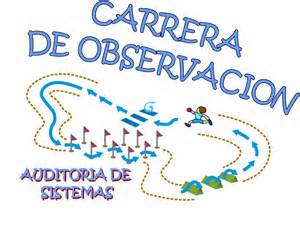 CARRERA
DE OBSERVACION
AUDITORIA DE
SISTEMAS